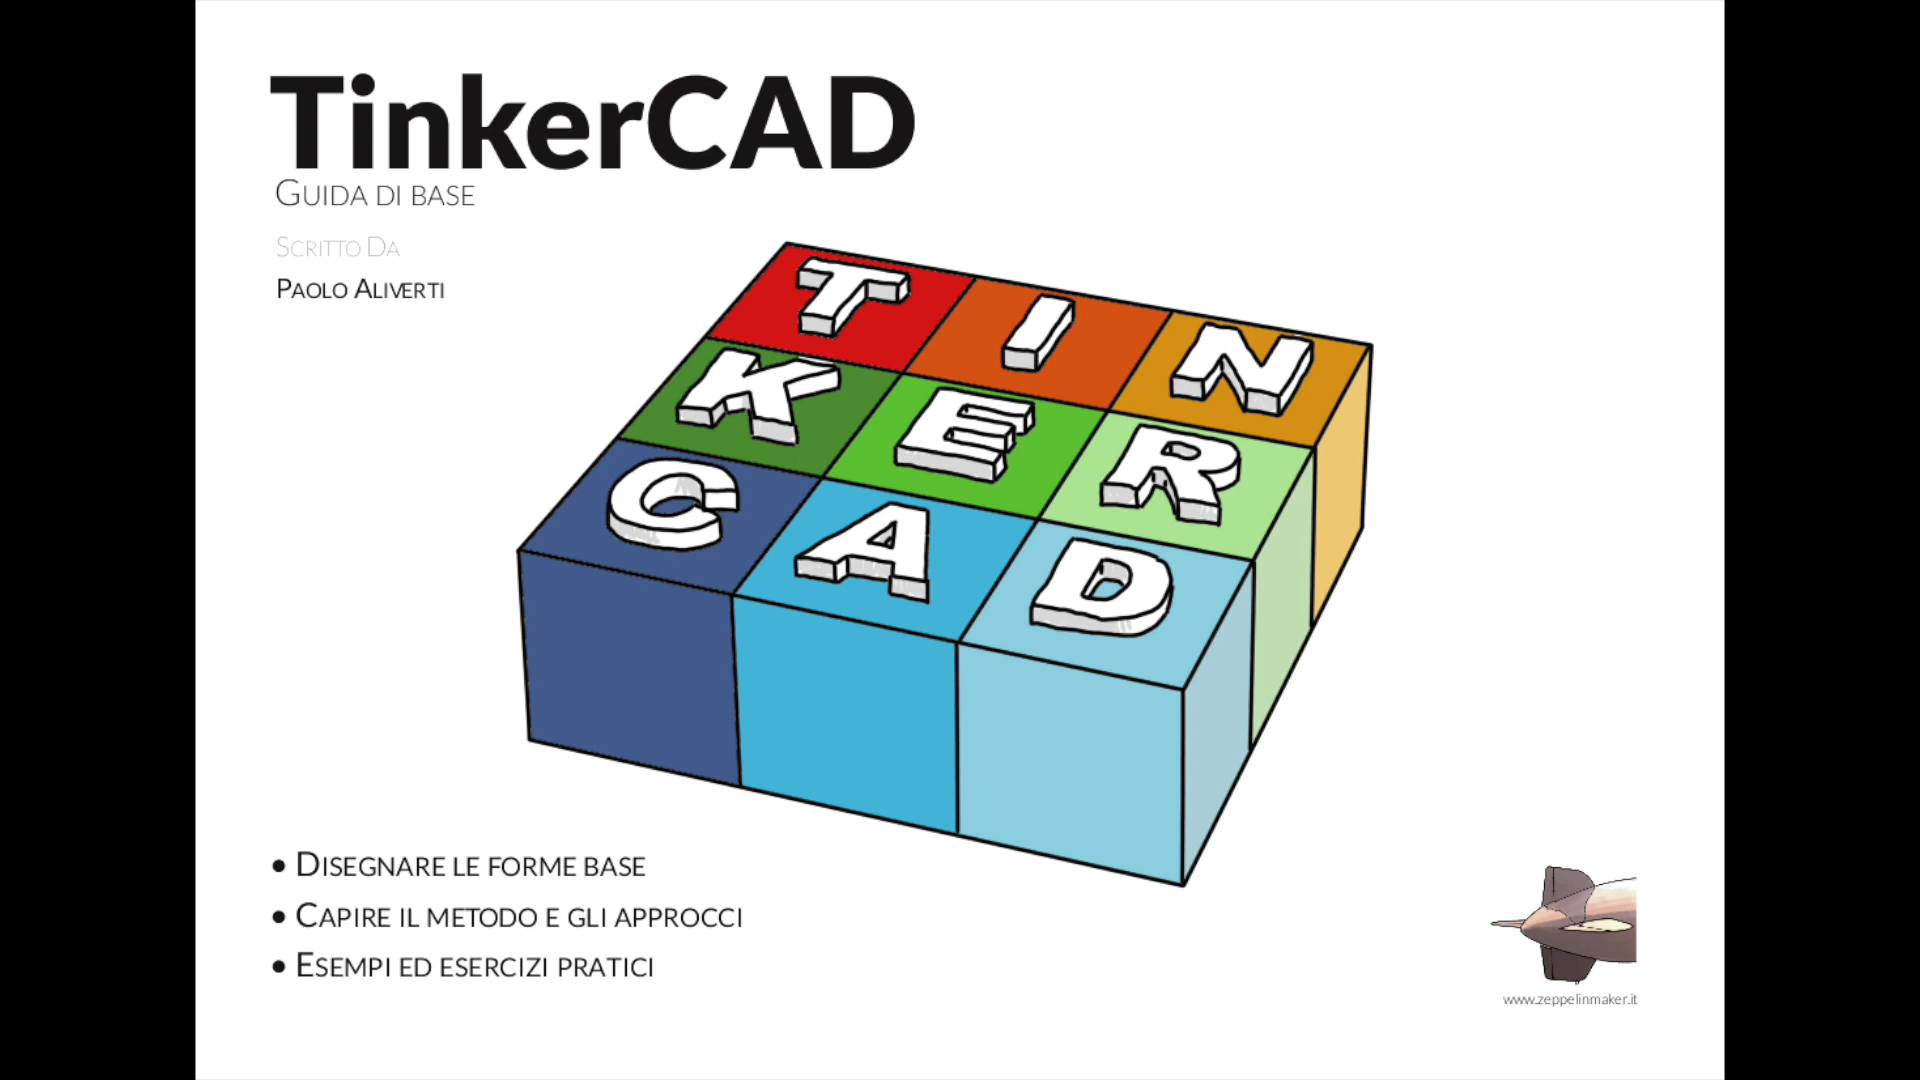 TinkerCAD
GUIDA DI BASE
SCRITTO DA
PAOLO ALIVERTI
T I N
K E R
C A D
• DISEGNARE LE FORME BASE
• CAPIRE IL METODO E GLI APPROCCI
• ESEMPI ED ESERCIZI PRATICI
www.zeppelinmaker.it